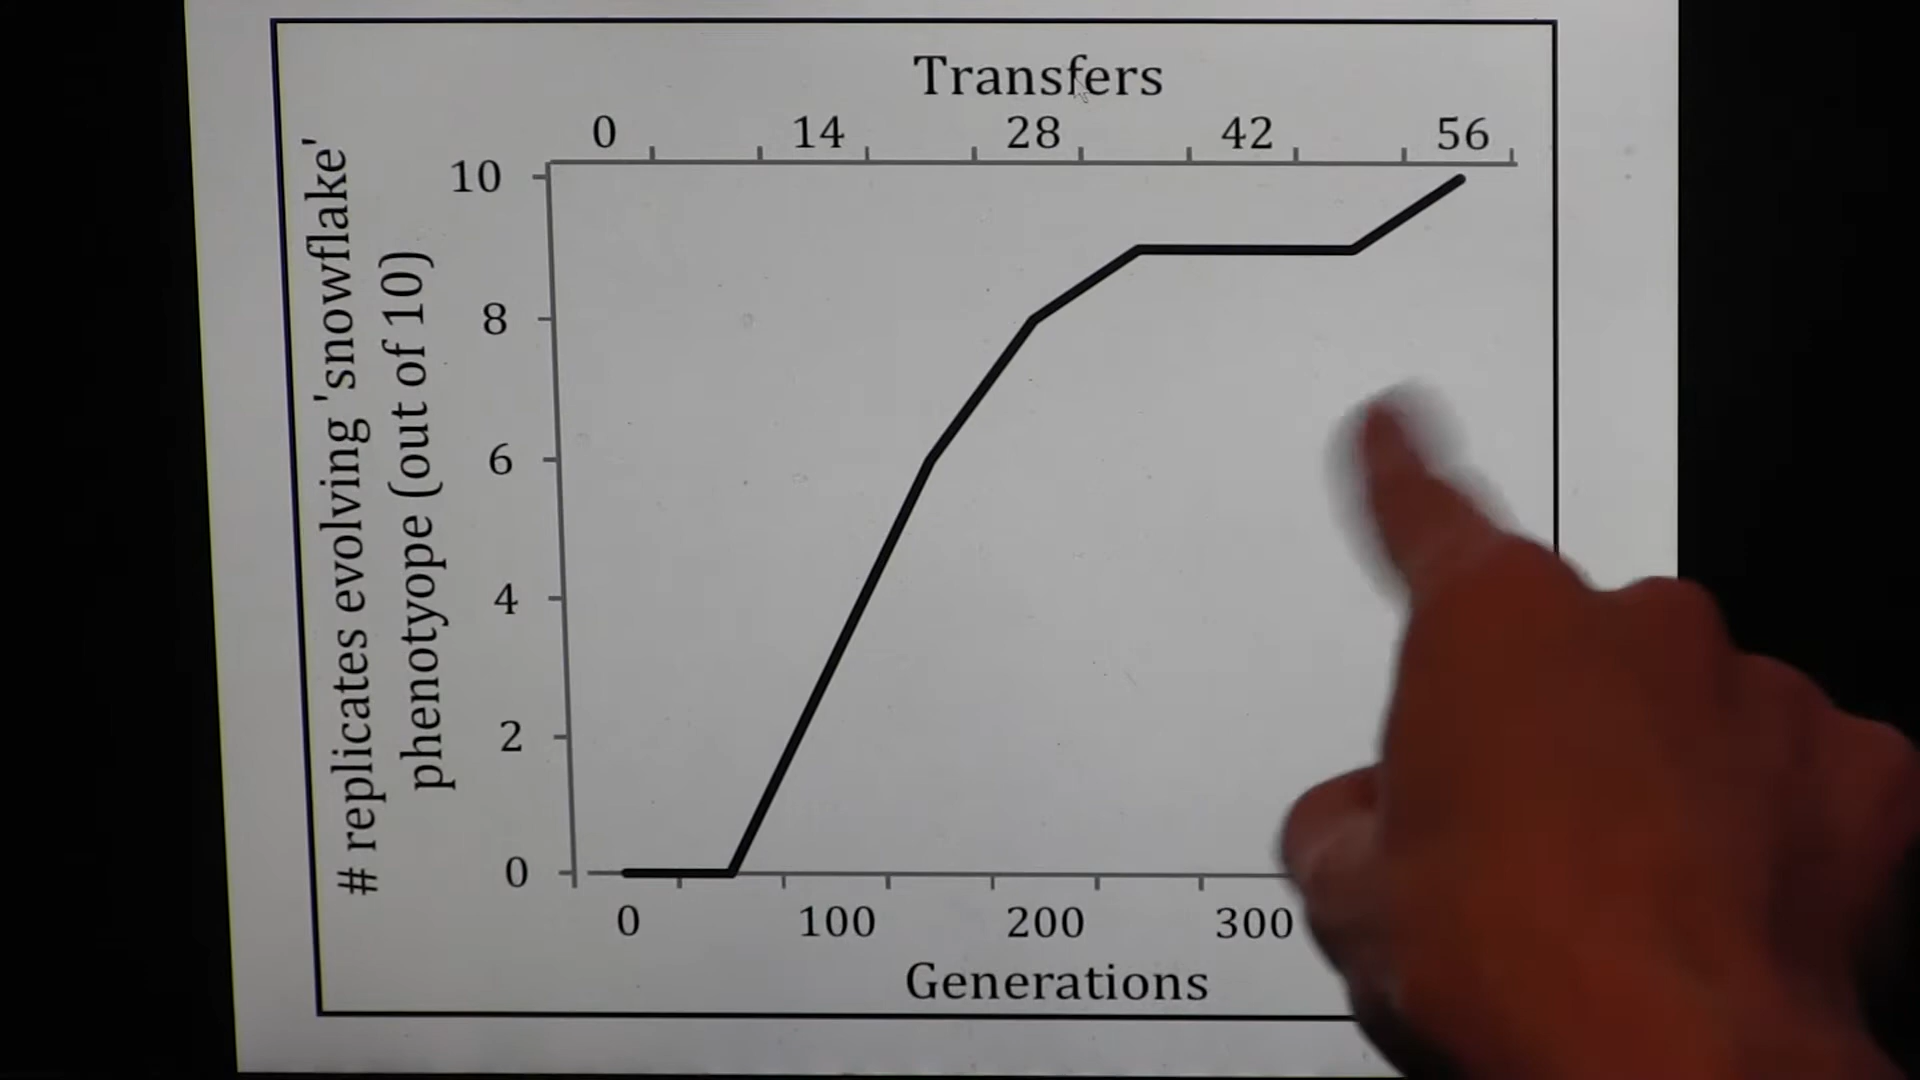 Transfers
0 14 28 42 56
# replicates evolving 'snowflake'
phenotyope (out of 10)
10
8
6
4
2
0
0 100 200 300
Generations